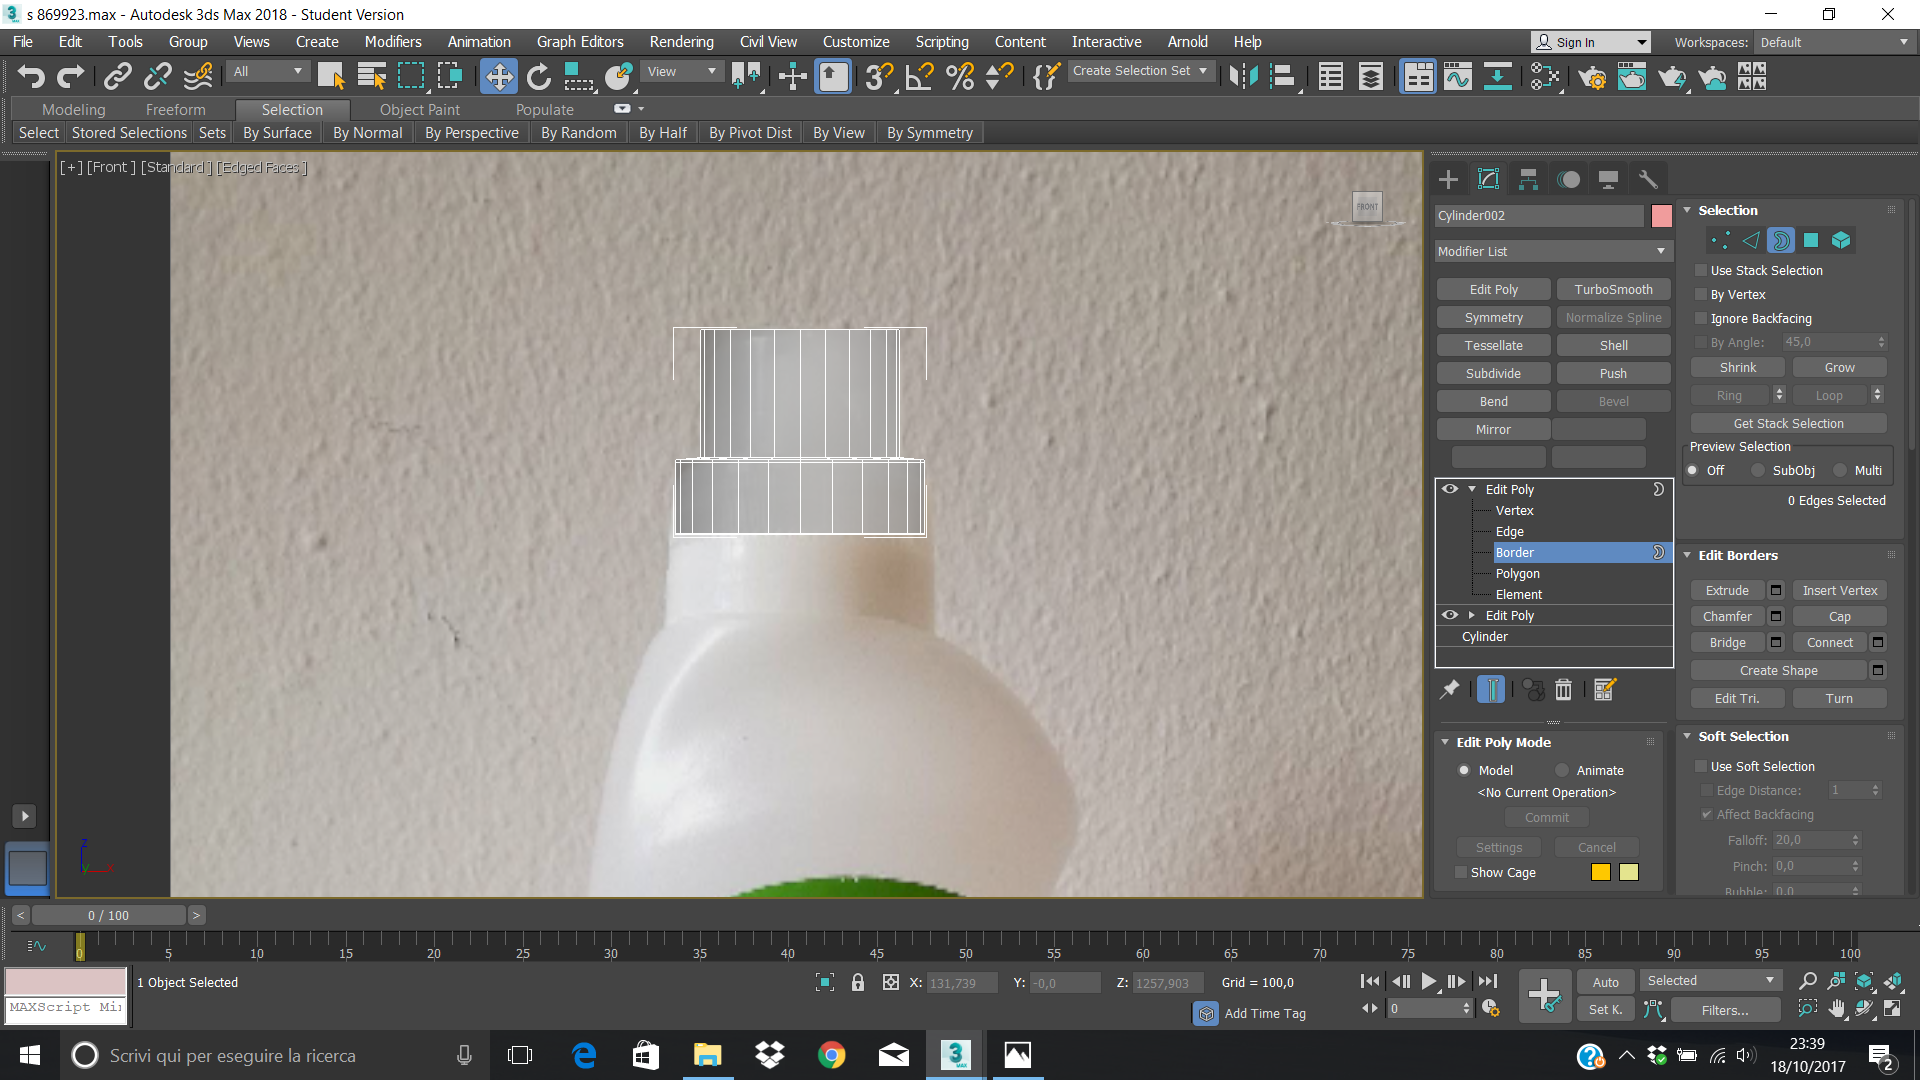 s 869923.max - Autodesk 3ds Max 2018 - Student Version
File Edit Tools Group Views Create Modifiers Animation Graph Editors Rendering Civil View Customize Scripting Content Interactive Arnold Help Sign In Workspaces: Default
All View Create Selection Set
Modeling Freeform Selection Object Paint Populate
Select Stored Selections Sets By Surface By Normal By Perspective By Random By Half By Pivot Dist By View By Symmetry
[+] [Front ] [Standard ] [Edged Faces ]
FRONT
Cylinder002
Modifier List
Edit Poly TurboSmooth
Symmetry Normalize Spline
Tessellate Shell
Subdivide Push
Bend Bevel
Mirror
Edit Poly
Vertex
Edge
Border
Polygon
Element
Edit Poly
Cylinder
Edit Poly Mode
Model Animate
<No Current Operation>
Commit
Settings Cancel
Show Cage
Selection
Use Stack Selection
By Vertex
Ignore Backfacing
By Angle: 45,0
Shrink Grow
Ring Loop
Get Stack Selection
Preview Selection
Off SubObj Multi
0 Edges Selected
Edit Borders
Extrude Insert Vertex
Chamfer Cap
Bridge Connect
Create Shape
Edit Tri. Turn
Soft Selection
Use Soft Selection
Edge Distance: 1
Affect Backfacing
Falloff: 20,0
Pinch: 0,0
Bubble: 0,0
z
y x
< 0 / 100 >
0 5 10 15 20 25 30 35 40 45 50 55 60 65 70 75 80 85 90 95 100
1 Object Selected X: 131,739 Y: -0,0 Z: 1257,903 Grid = 100,0 Auto Selected
MAXScript Mi
Add Time Tag 0 Set K. Filters...
Scrivi qui per eseguire la ricerca
3
MAX
23:39
18/10/2017
2